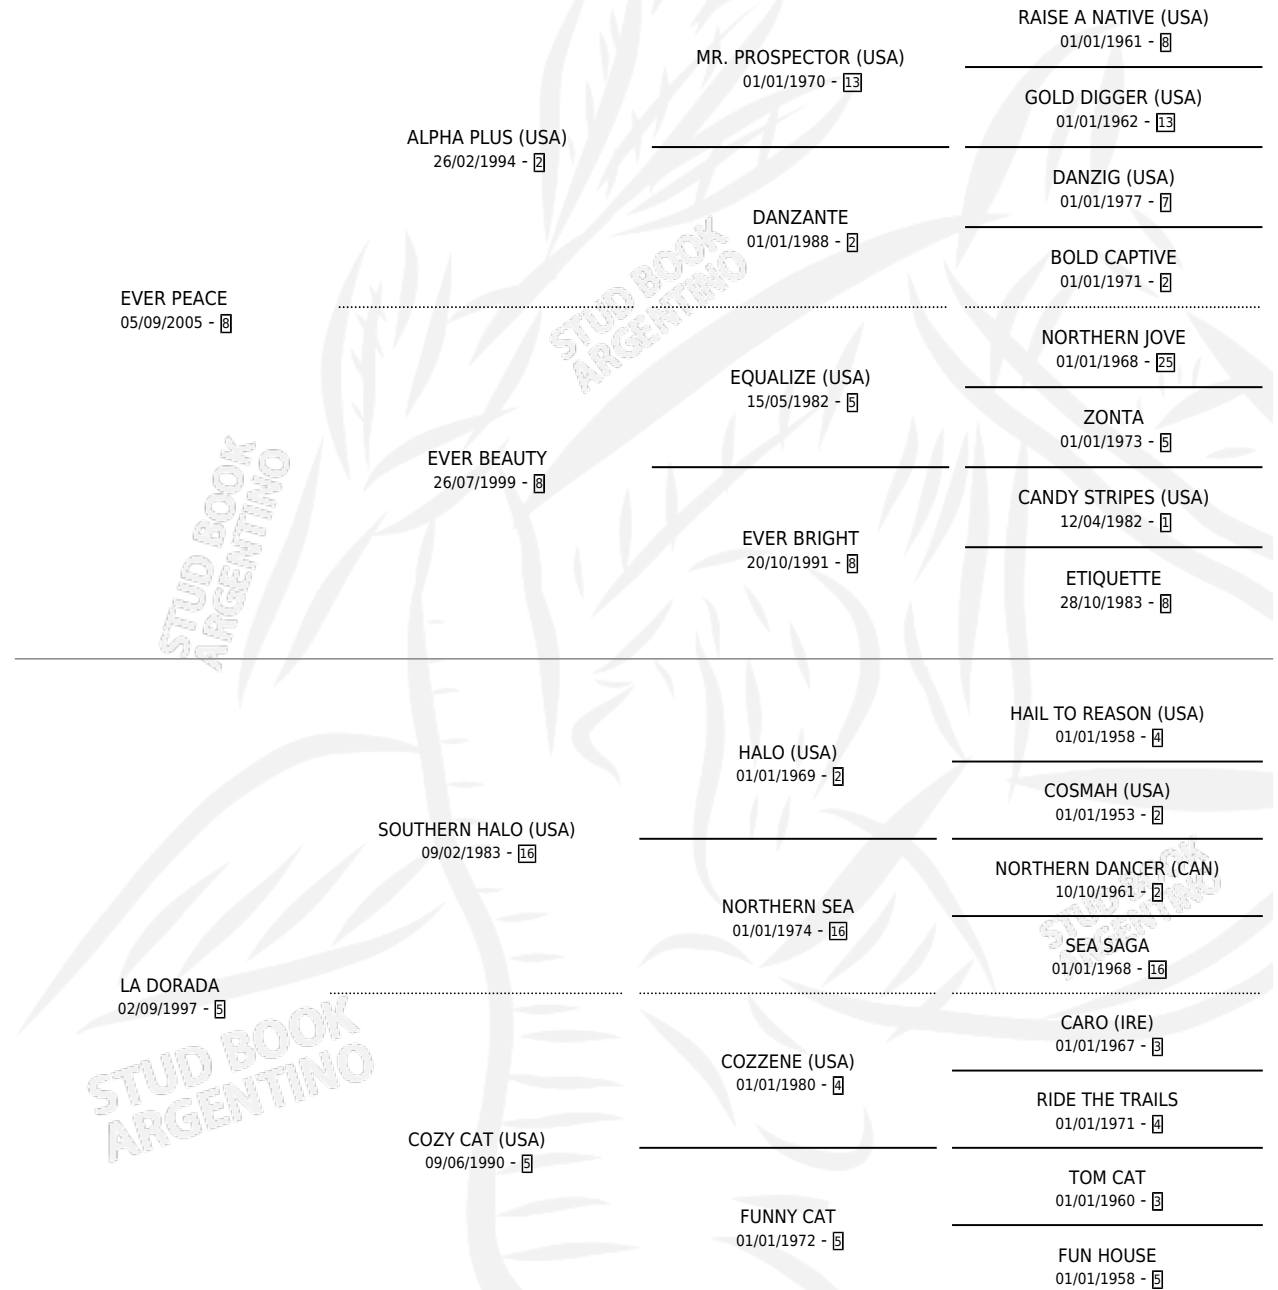 RAISE A NATIVE (USA)
01/01/1961 - 8
MR. PROSPECTOR (USA)
01/01/1970 - 13
GOLD DIGGER (USA)
01/01/1962 - 13
ALPHA PLUS (USA)
26/02/1994 - 2
DANZIG (USA)
01/01/1977 - 7
DANZANTE
01/01/1988 - 2
BOLD CAPTIVE
01/01/1971 - 2
EVER PEACE
05/09/2005 - 8
NORTHERN JOVE
01/01/1968 - 25
EQUALIZE (USA)
15/05/1982 - 5
ZONTA
01/01/1973 - 5
EVER BEAUTY
26/07/1999 - 8
CANDY STRIPES (USA)
12/04/1982 - 1
EVER BRIGHT
20/10/1991 - 8
ETIQUETTE
28/10/1983 - 8
STUD BOOK
ARGENTINO
STUD BOOK
ARGENTINO
HAIL TO REASON (USA)
01/01/1958 - 4
HALO (USA)
01/01/1969 - 2
COSMAH (USA)
01/01/1953 - 2
SOUTHERN HALO (USA)
09/02/1983 - 16
NORTHERN DANCER (CAN)
10/10/1961 - 2
NORTHERN SEA
01/01/1974 - 16
SEA SAGA
01/01/1968 - 16
LA DORADA
02/09/1997 - 5
CARO (IRE)
01/01/1967 - 3
COZZENE (USA)
01/01/1980 - 4
RIDE THE TRAILS
01/01/1971 - 4
COZY CAT (USA)
09/06/1990 - 5
TOM CAT
01/01/1960 - 3
FUNNY CAT
01/01/1972 - 5
FUN HOUSE
01/01/1958 - 5
STUD BOOK
ARGENTINO
STUD BOOK
ARGENTINO